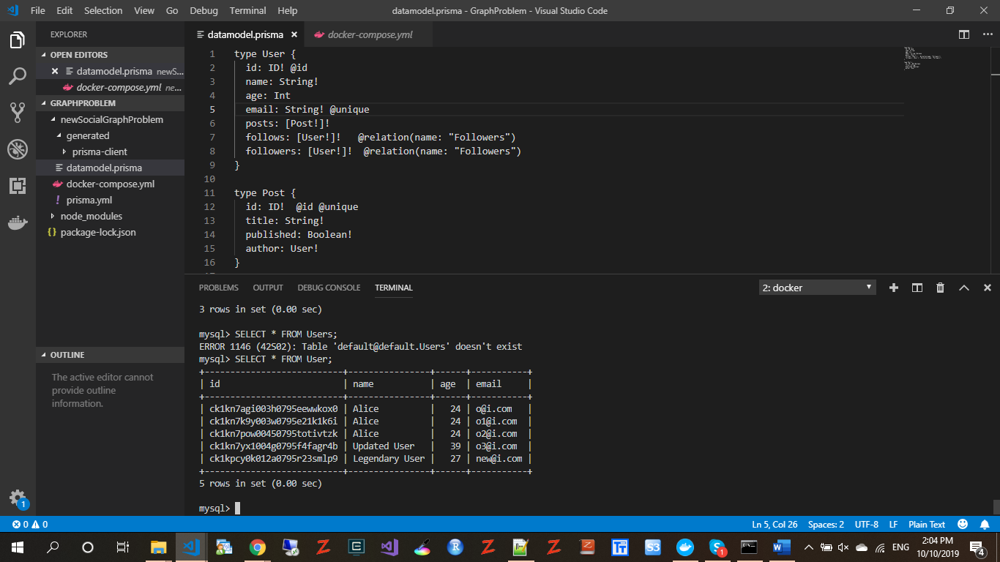 File Edit Selection View Go Debug Terminal Help
datamodel.prisma - GraphProblem - Visual Studio Code
EXPLORER
OPEN EDITORS
datamodel.prisma newS...
docker-compose.yml ne...
GRAPHPROBLEM
newSocialGraphProblem
generated
prisma-client
datamodel.prisma
docker-compose.yml
prisma.yml
node_modules
package-lock.json
OUTLINE
The active editor cannot
provide outline
information.
1
datamodel.prisma
docker-compose.yml
1 type User {
2 id: ID! @id
3 name: String!
4 age: Int
5 email: String! @unique
6 posts: [Post!]!
7 follows: [User!]! @relation(name: "Followers")
8 followers: [User!]! @relation(name: "Followers")
9 }
10
11 type Post {
12 id: ID! @id @unique
13 title: String!
14 published: Boolean!
15 author: User!
16 }
PROBLEMS OUTPUT DEBUG CONSOLE TERMINAL
2: docker
3 rows in set (0.00 sec)
mysql> SELECT * FROM Users;
ERROR 1146 (42S02): Table 'default@default.Users' doesn't exist
mysql> SELECT * FROM User;
+---------------------------+----------------+------+-----------+
| id | name | age | email |
+---------------------------+----------------+------+-----------+
| ck1kn7agi003h0795eewwkox0 | Alice | 24 | o@i.com |
| ck1kn7k9y003w0795e21k1k6i | Alice | 24 | o1@i.com |
| ck1kn7pow00450795totivtzk | Alice | 24 | o2@i.com |
| ck1kn7yx1004g0795f4fagr4b | Updated User | 39 | o3@i.com |
| ck1kpcy0k012a0795r23smlp9 | Legendary User | 27 | new@i.com |
+---------------------------+----------------+------+-----------+
5 rows in set (0.00 sec)
mysql>
0 0
Ln 5, Col 26 Spaces: 2 UTF-8 LF Plain Text
ENG
2:04 PM
10/10/2019
4